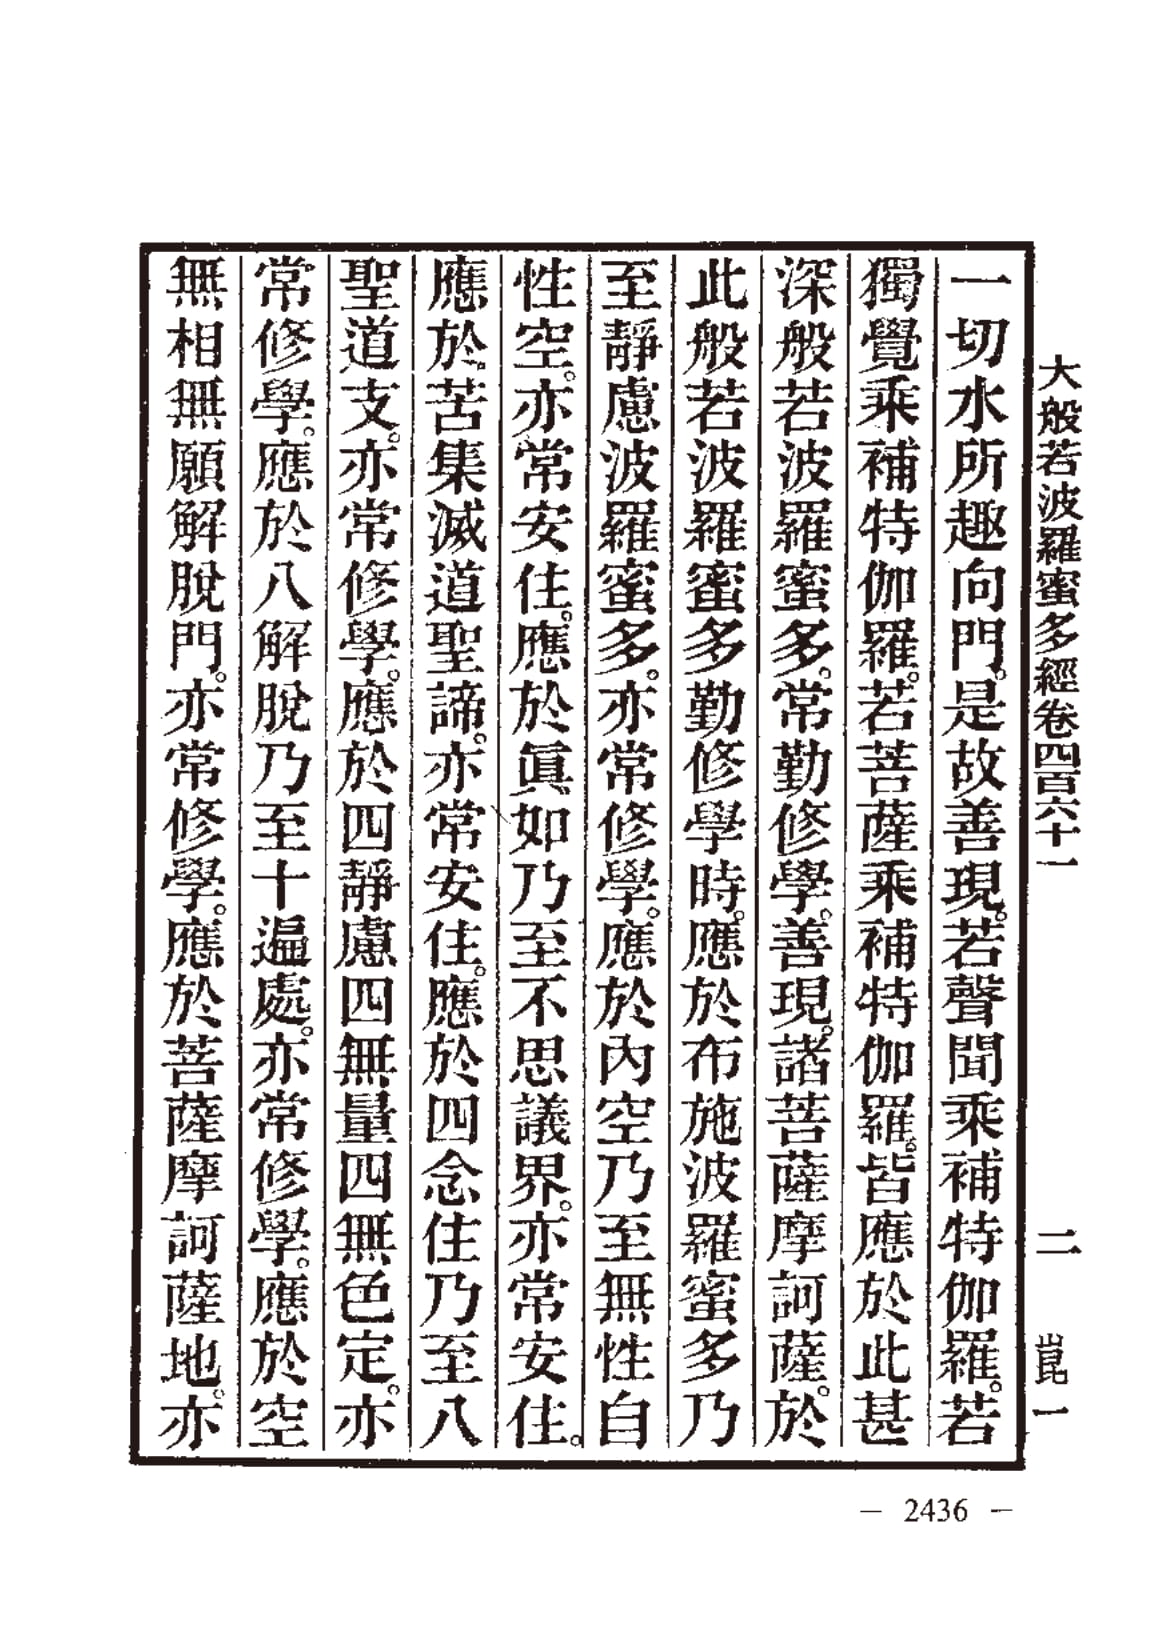 大般若波羅蜜多經卷四百六十一 二 崑一
一切水所趣向門。是故善現。若聲聞乘補特伽羅。若
獨覺乘補特伽羅。若菩薩乘補特伽羅。皆應於此甚
深般若波羅蜜多。常勤修學。善現。諸菩薩摩訶薩。於
此般若波羅蜜多勤修學時。應於布施波羅蜜多乃
至靜慮波羅蜜多。亦常修學。應於內空乃至無性自
性空。亦常安住。應於眞如乃至不思議界。亦常安住。
應於苦集滅道聖諦。亦常安住。應於四念住乃至八
聖道支。亦常修學。應於四靜慮四無量四無色定。亦
常修學。應於八解脫乃至十遍處。亦常修學。應於空
無相無願解脫門。亦常修學。應於菩薩摩訶薩地。亦
— 2436 —